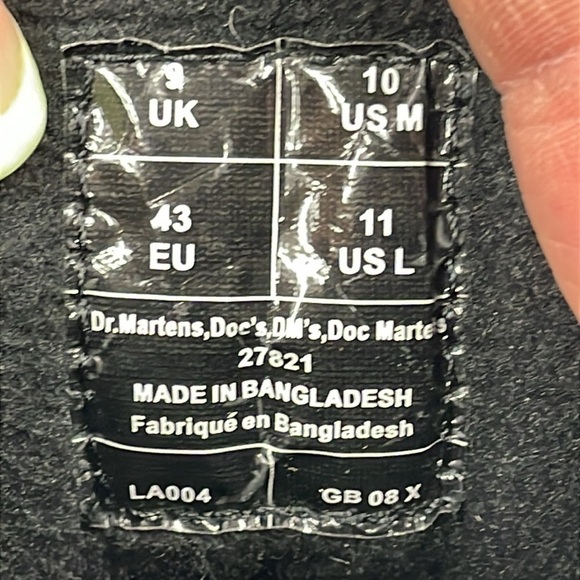 9 10
UK US M
43 11
EU US L
Dr.Martens,Doc's,DM's,Doc Martens
27821
MADE IN BANGLADESH
Fabriqué en Bangladesh
LA004 GB 08 X